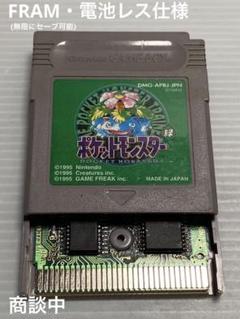 FRAM・電池レス仕様
(無限にセーブ可能)
DMG-APBJ-JPN
ポケットモンスター
緑
POCKET MONSTERS
©1995 Nintendo
©1995 Creatures inc.
©1995 GAME FREAK inc.
MADE IN JAPAN
商談中